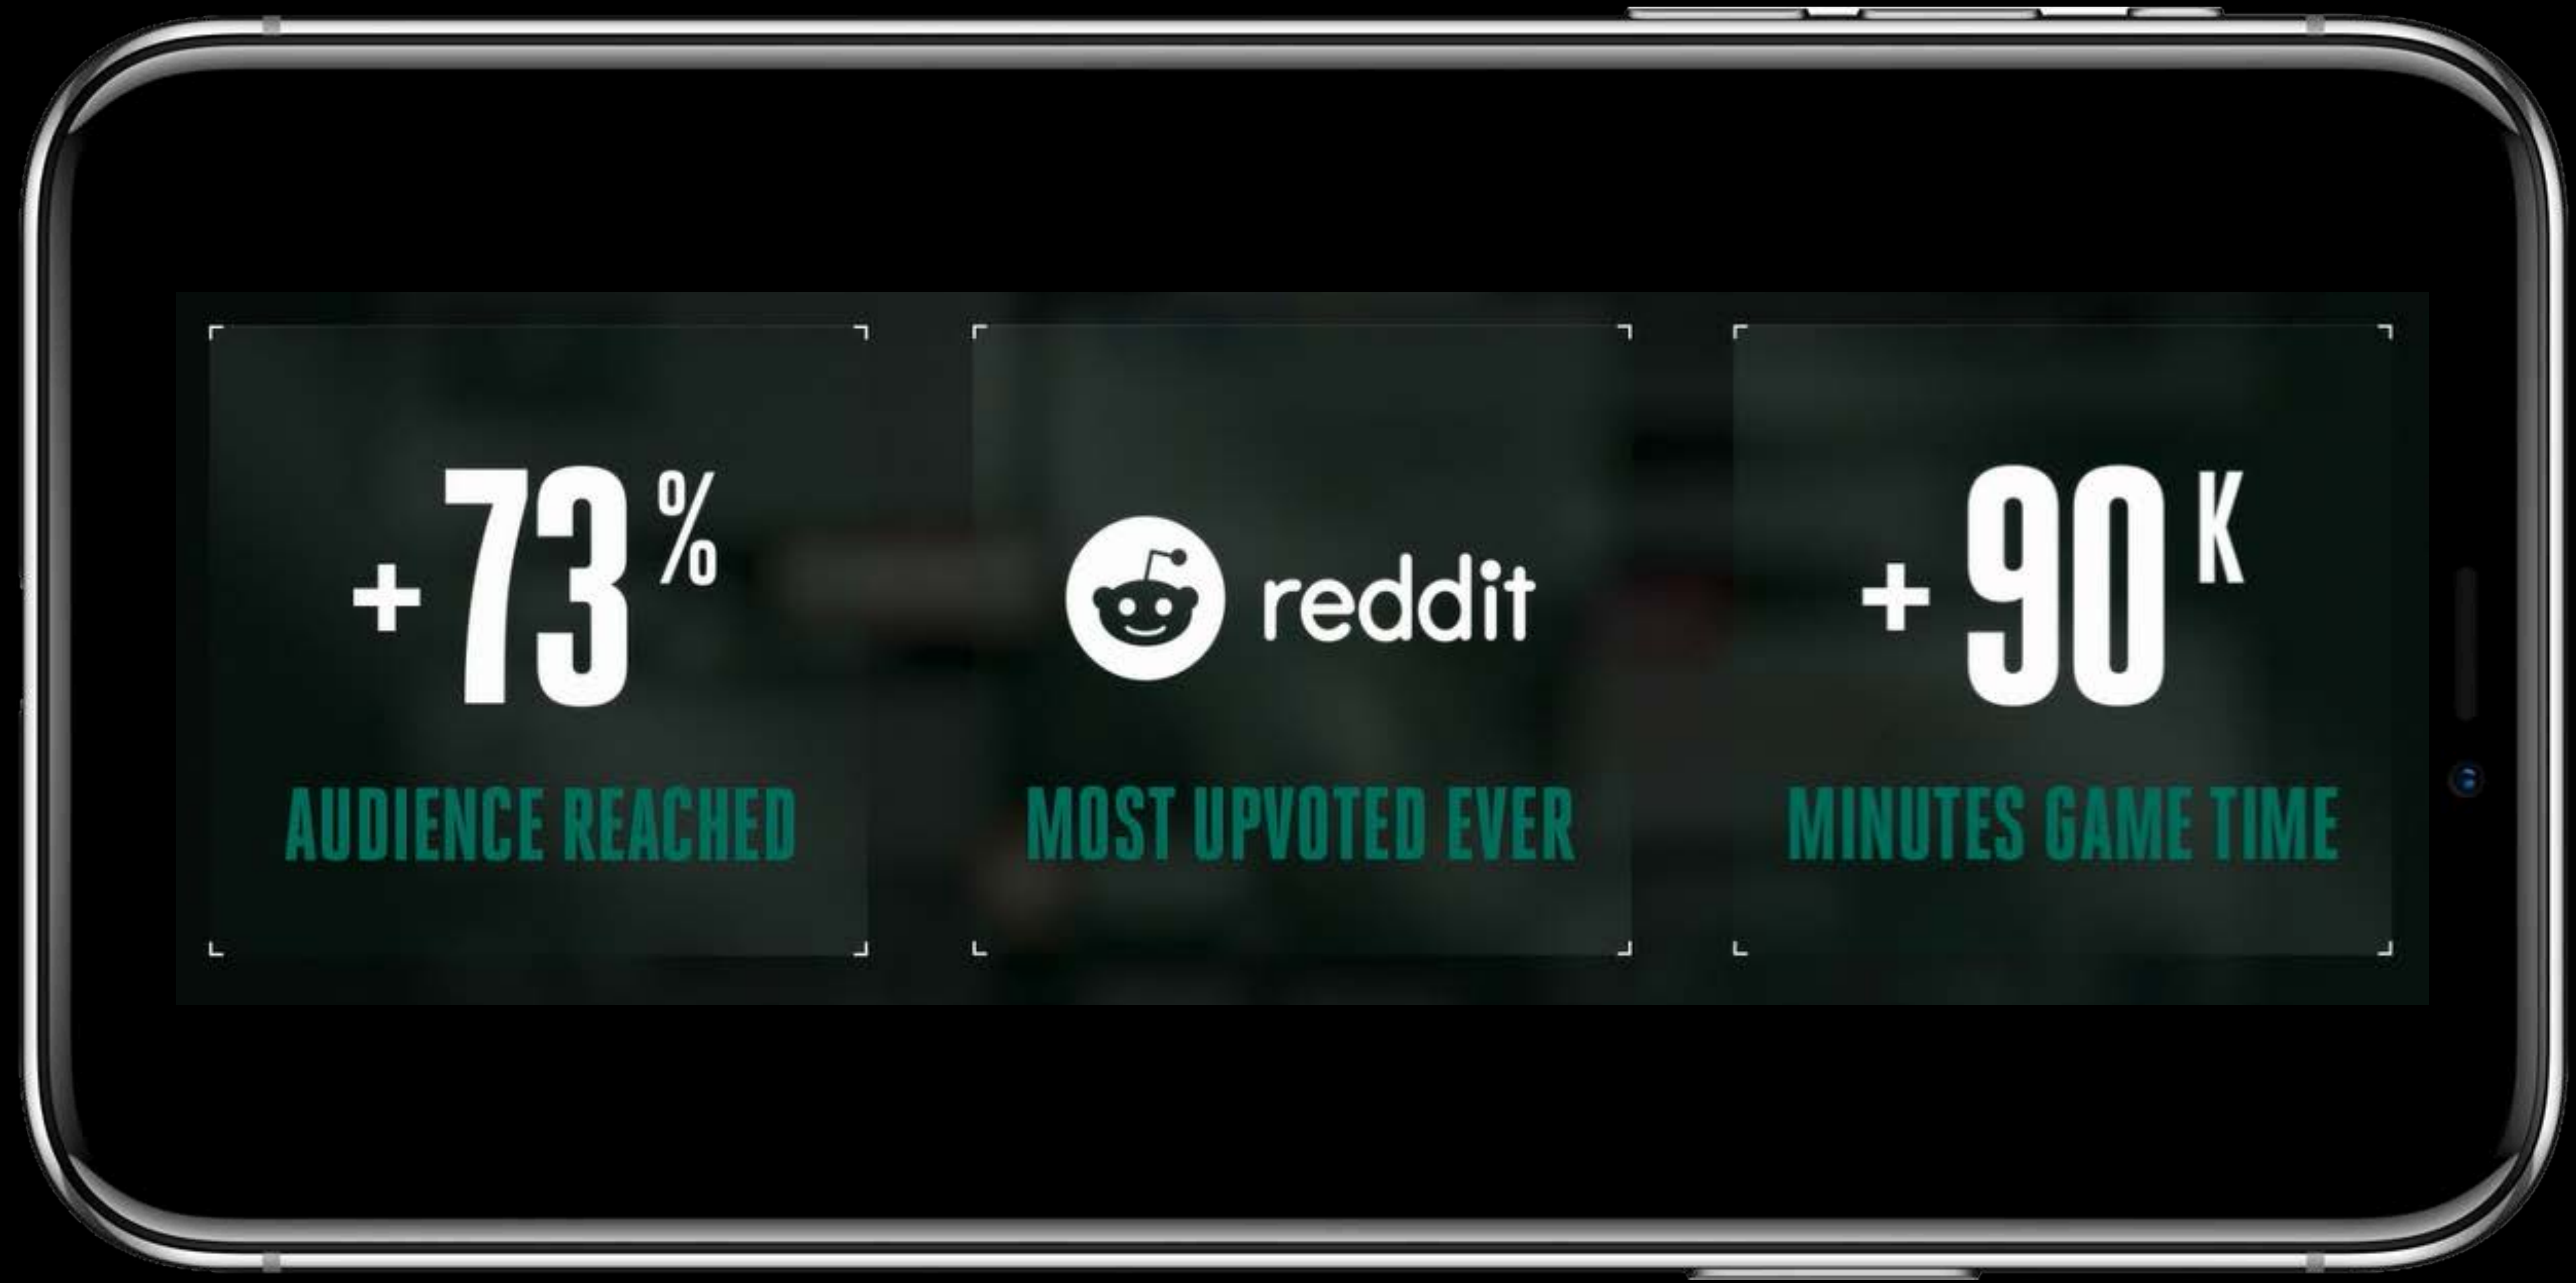 +73%
AUDIENCE REACHED
reddit
MOST UPVOTED EVER
+90K
MINUTES GAME TIME